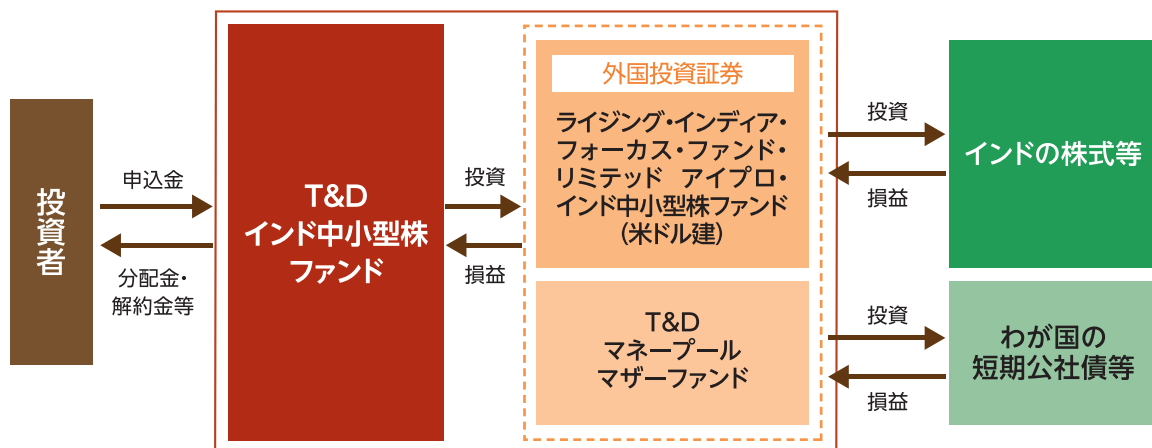 投資者
申込金
分配金・
解約金等
T&D
インド中小型株
ファンド
投資
損益
外国投資証券
ライジング・インディア・
フォーカス・ファンド・
リミテッド アイプロ・
インド中小型株ファンド
（米ドル建）
T&D
マネープール
マザーファンド
投資
損益
インドの株式等
投資
損益
わが国の
短期公社債等